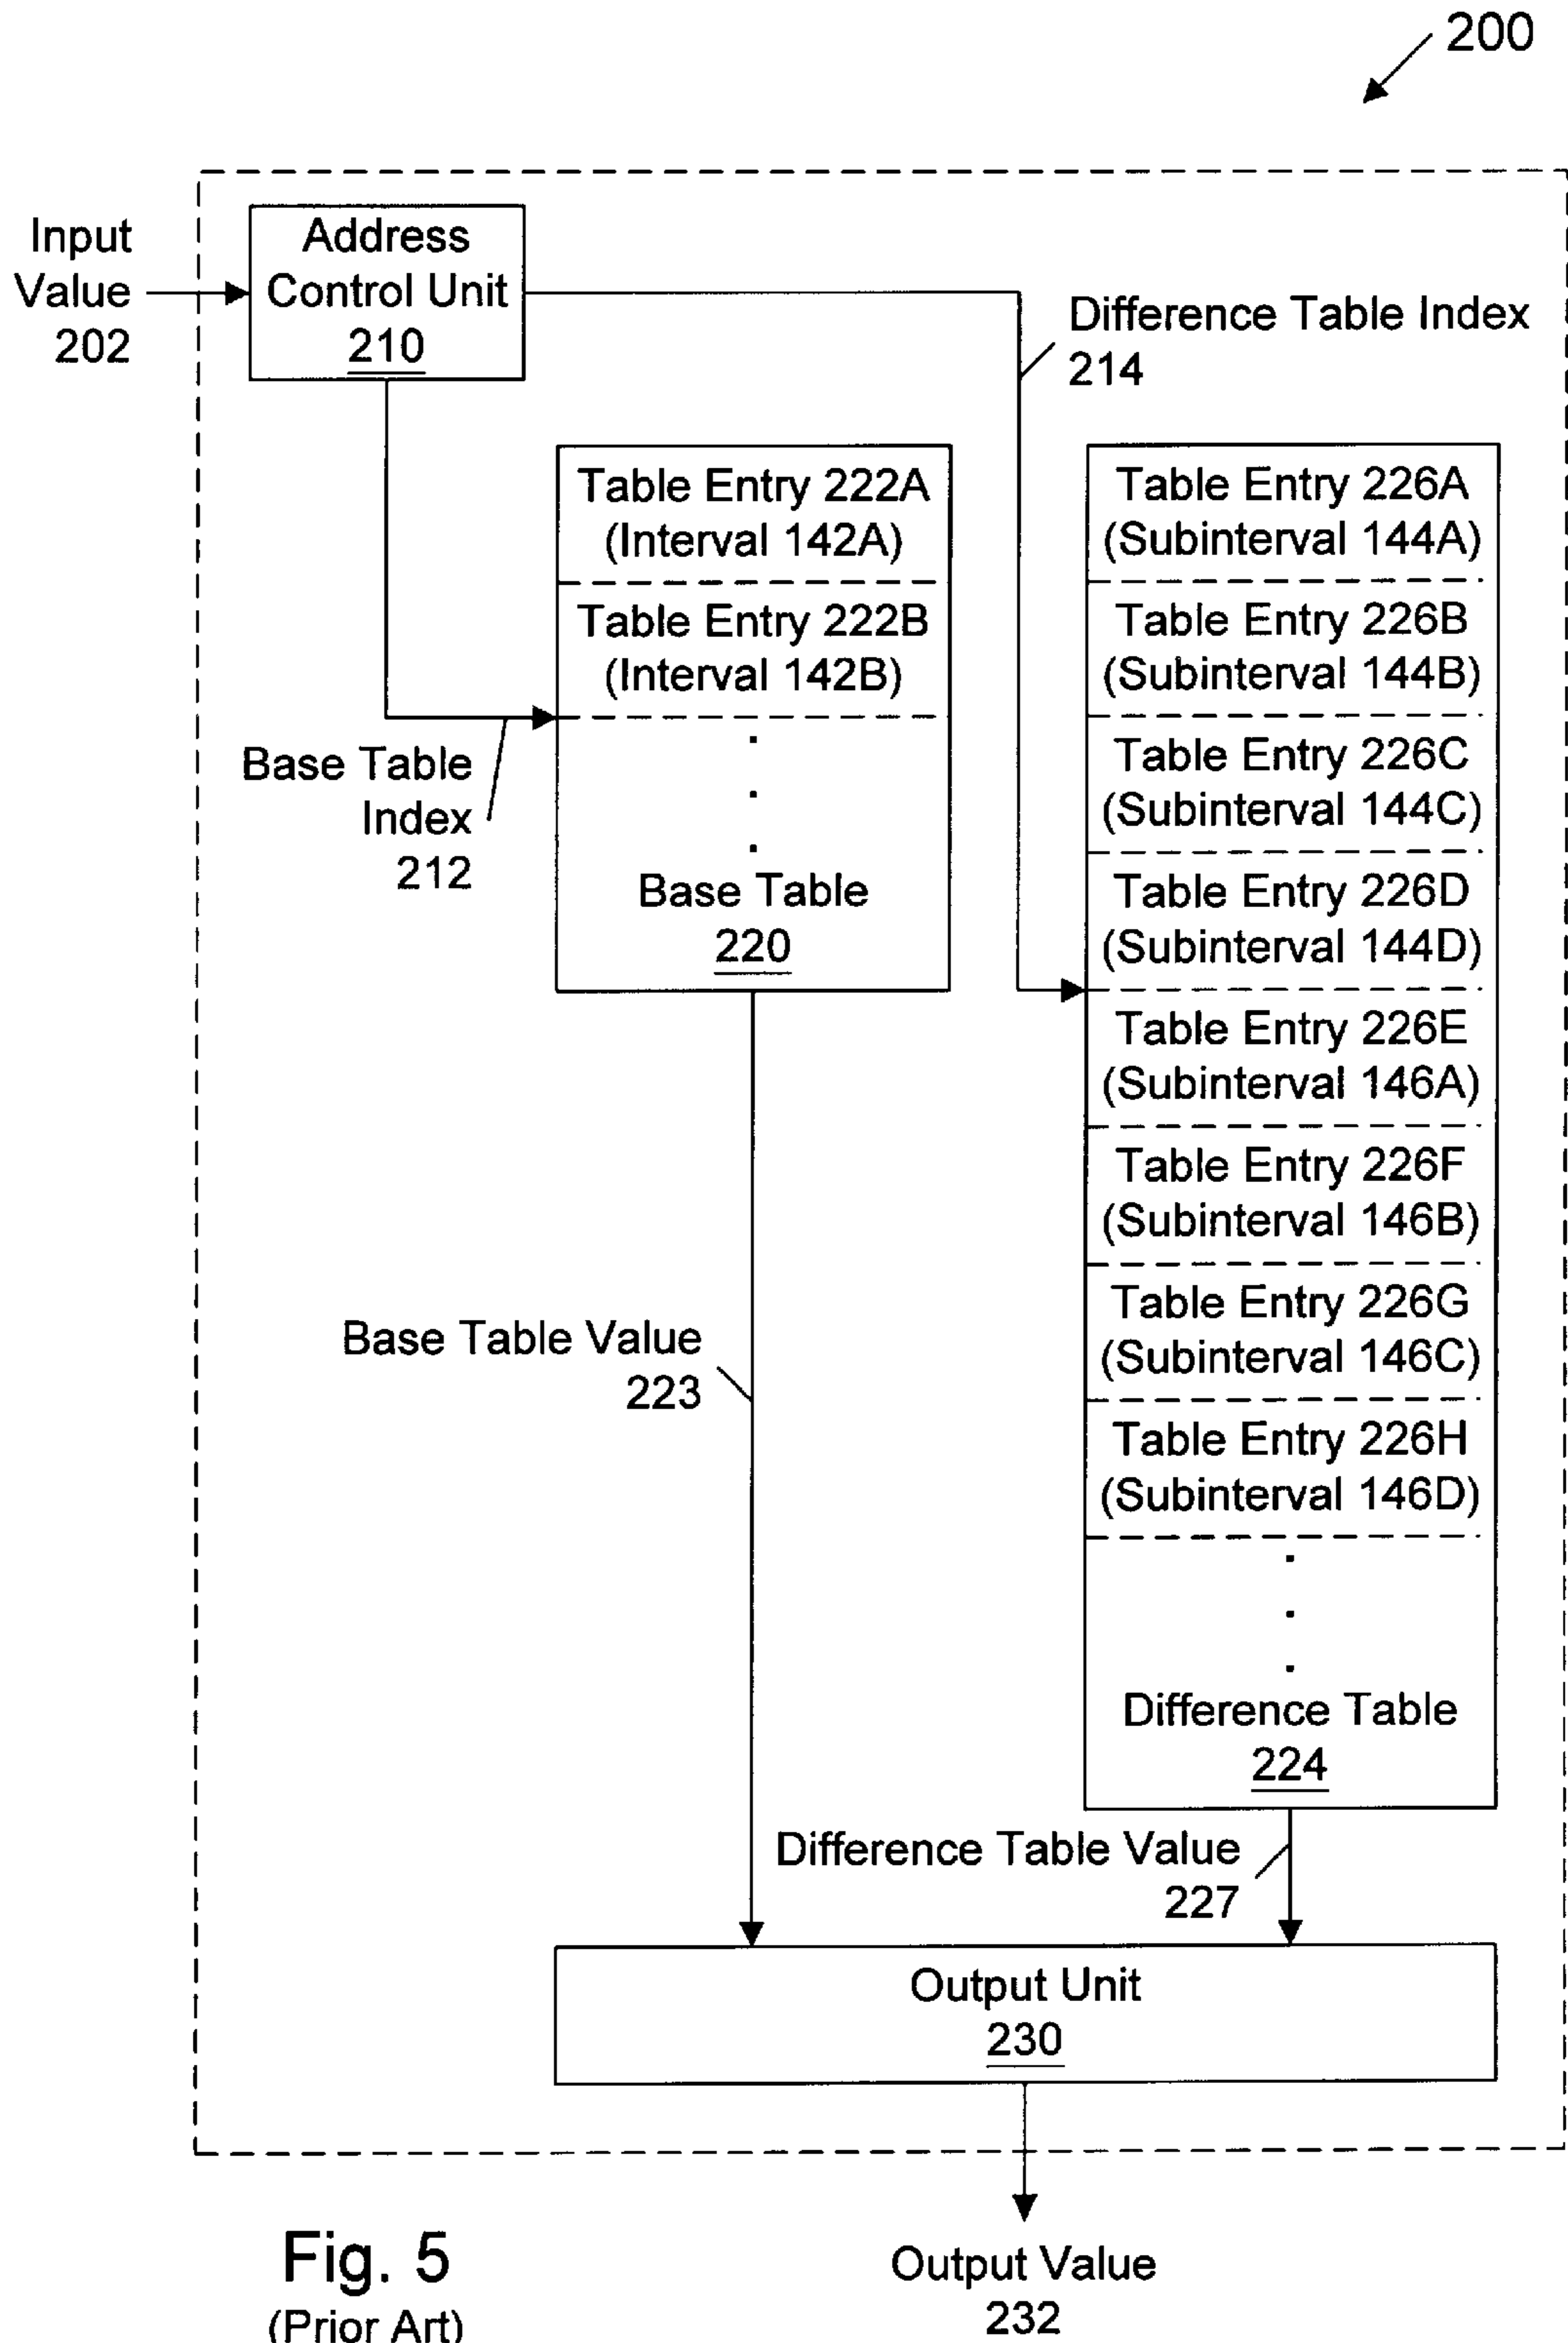 200
Input
Value
202
Address
Control Unit
210
Difference Table Index
214
Base Table
Index
212
Table Entry 222A
(Interval 142A)
Table Entry 222B
(Interval 142B)
.
.
.
Base Table
220
Table Entry 226A
(Subinterval 144A)
Table Entry 226B
(Subinterval 144B)
Table Entry 226C
(Subinterval 144C)
Table Entry 226D
(Subinterval 144D)
Table Entry 226E
(Subinterval 146A)
Table Entry 226F
(Subinterval 146B)
Table Entry 226G
(Subinterval 146C)
Table Entry 226H
(Subinterval 146D)
.
.
.
Difference Table
224
Base Table Value
223
Difference Table Value
227
Output Unit
230
Output Value
232
Fig. 5
(Prior Art)